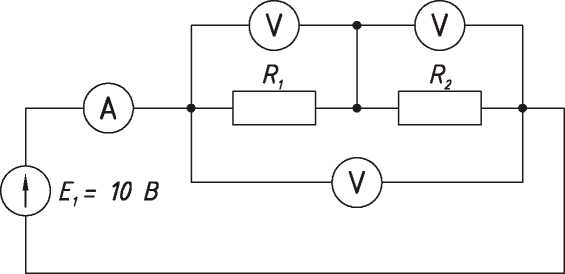 V V
R1 R2
A
V
E1 = 10 В